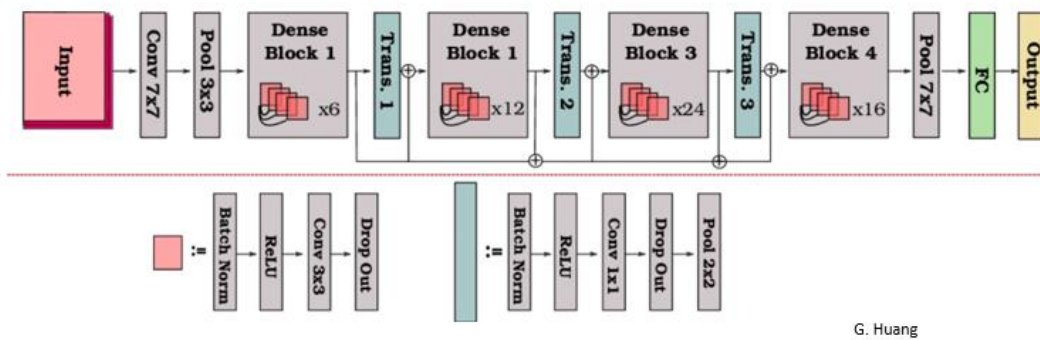 Input
Conv 7x7
Pool 3x3
Dense
Block 1
x6
Trans. 1
Dense
Block 1
x12
Trans. 2
Dense
Block 3
x24
Trans. 3
Dense
Block 4
x16
Pool 7x7
FC
Output
::=
Batch Norm
ReLU
Conv 3x3
Drop Out
::=
Batch Norm
ReLU
Conv 1x1
Drop Out
Pool 2x2
G. Huang